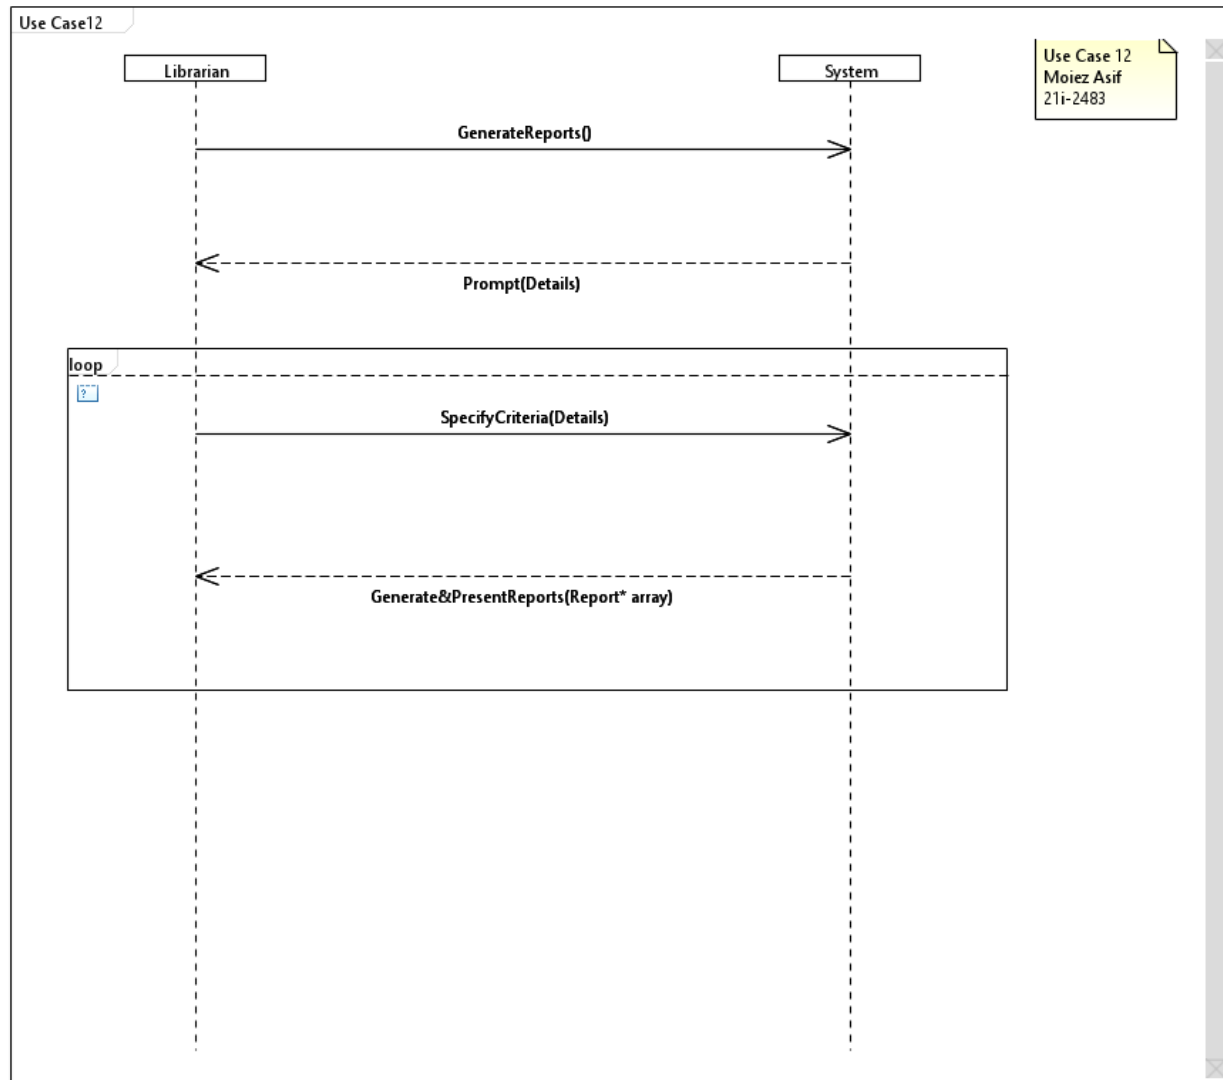 Use Case12
Librarian
System
Use Case 12
Moiez Asif
21i-2483
GenerateReports()
Prompt(Details)
loop
?
SpecifyCriteria(Details)
Generate&PresentReports(Report* array)